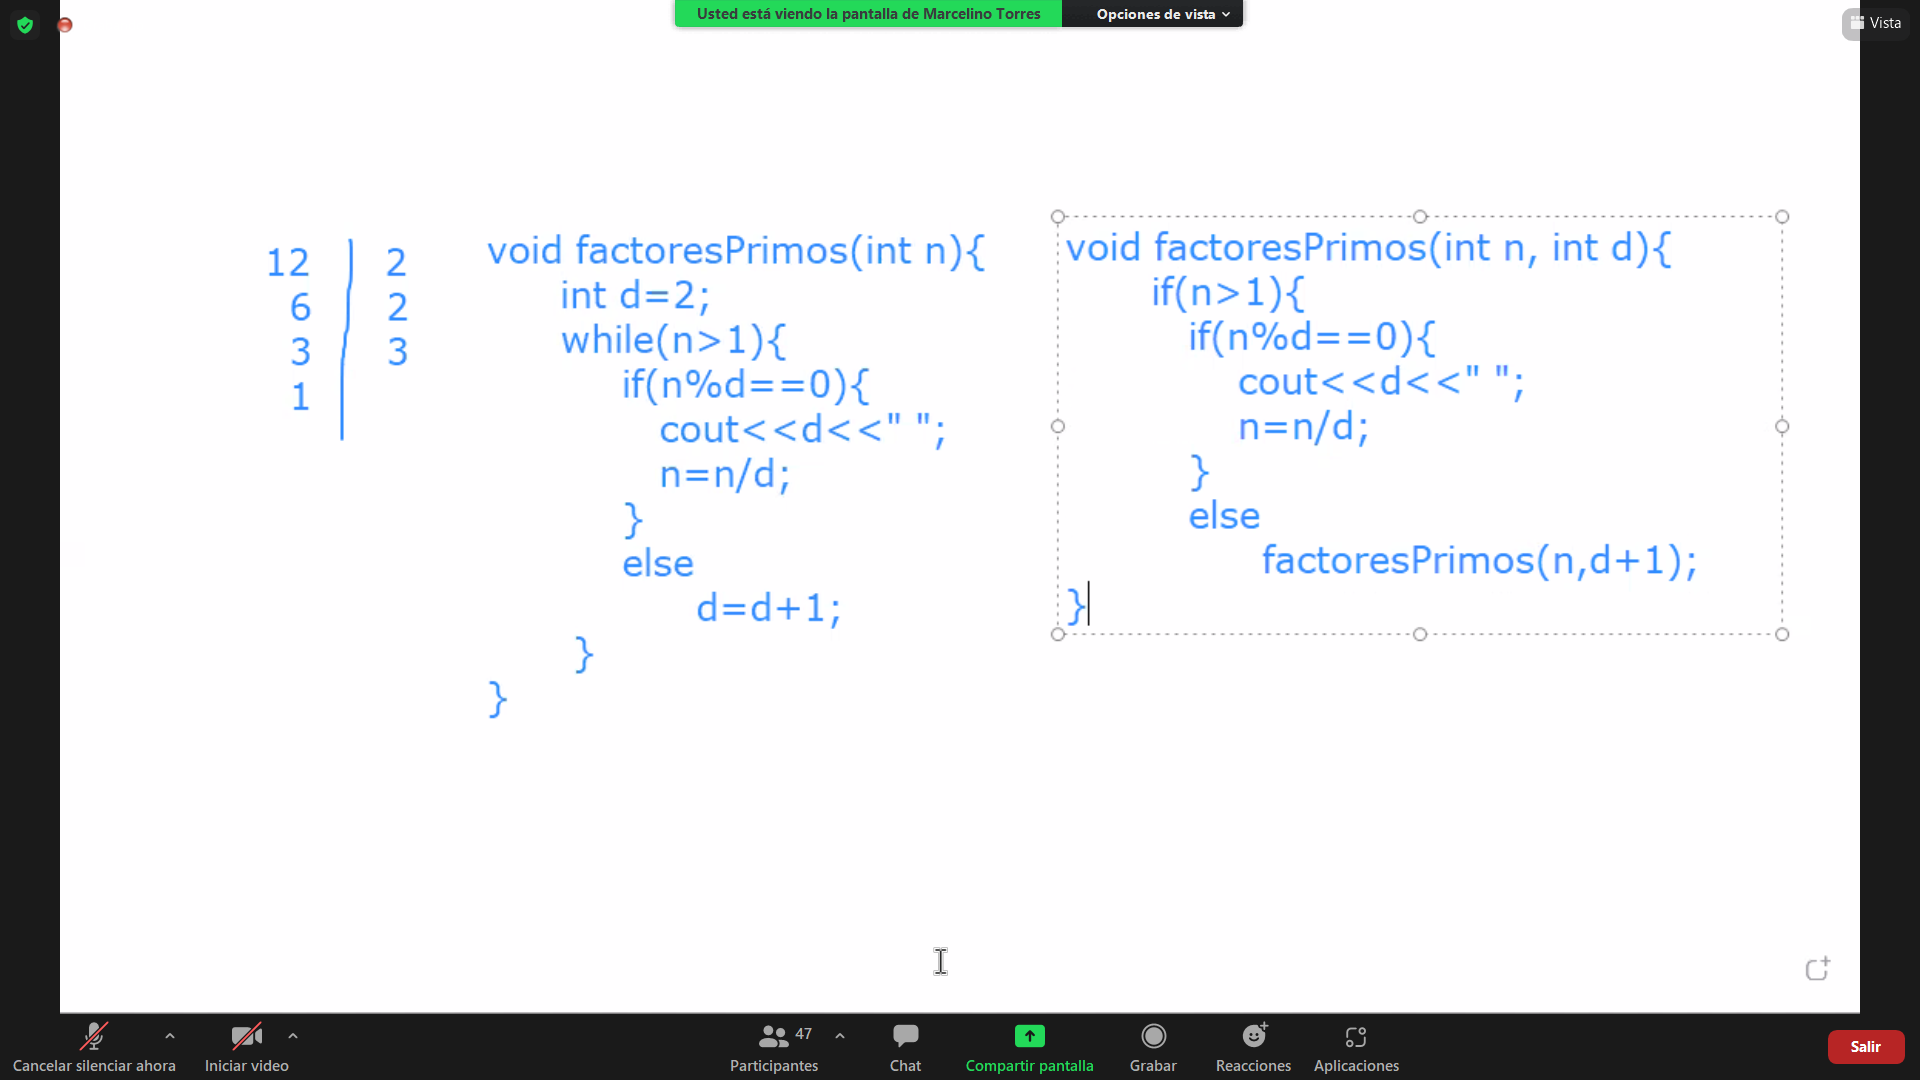 Usted está viendo la pantalla de Marcelino Torres
Opciones de vista
Vista
12 2
6 2
3 3
1
void factoresPrimos(int n){
int d=2;
while(n>1){
if(n%d==0){
cout<<d<<" ";
n=n/d;
}
else
d=d+1;
}
}
void factoresPrimos(int n, int d){
if(n>1){
if(n%d==0){
cout<<d<<" ";
n=n/d;
}
else
factoresPrimos(n,d+1);
}
Cancelar silenciar ahora
Iniciar video
47
Participantes
Chat
Compartir pantalla
Grabar
Reacciones
Aplicaciones
Salir